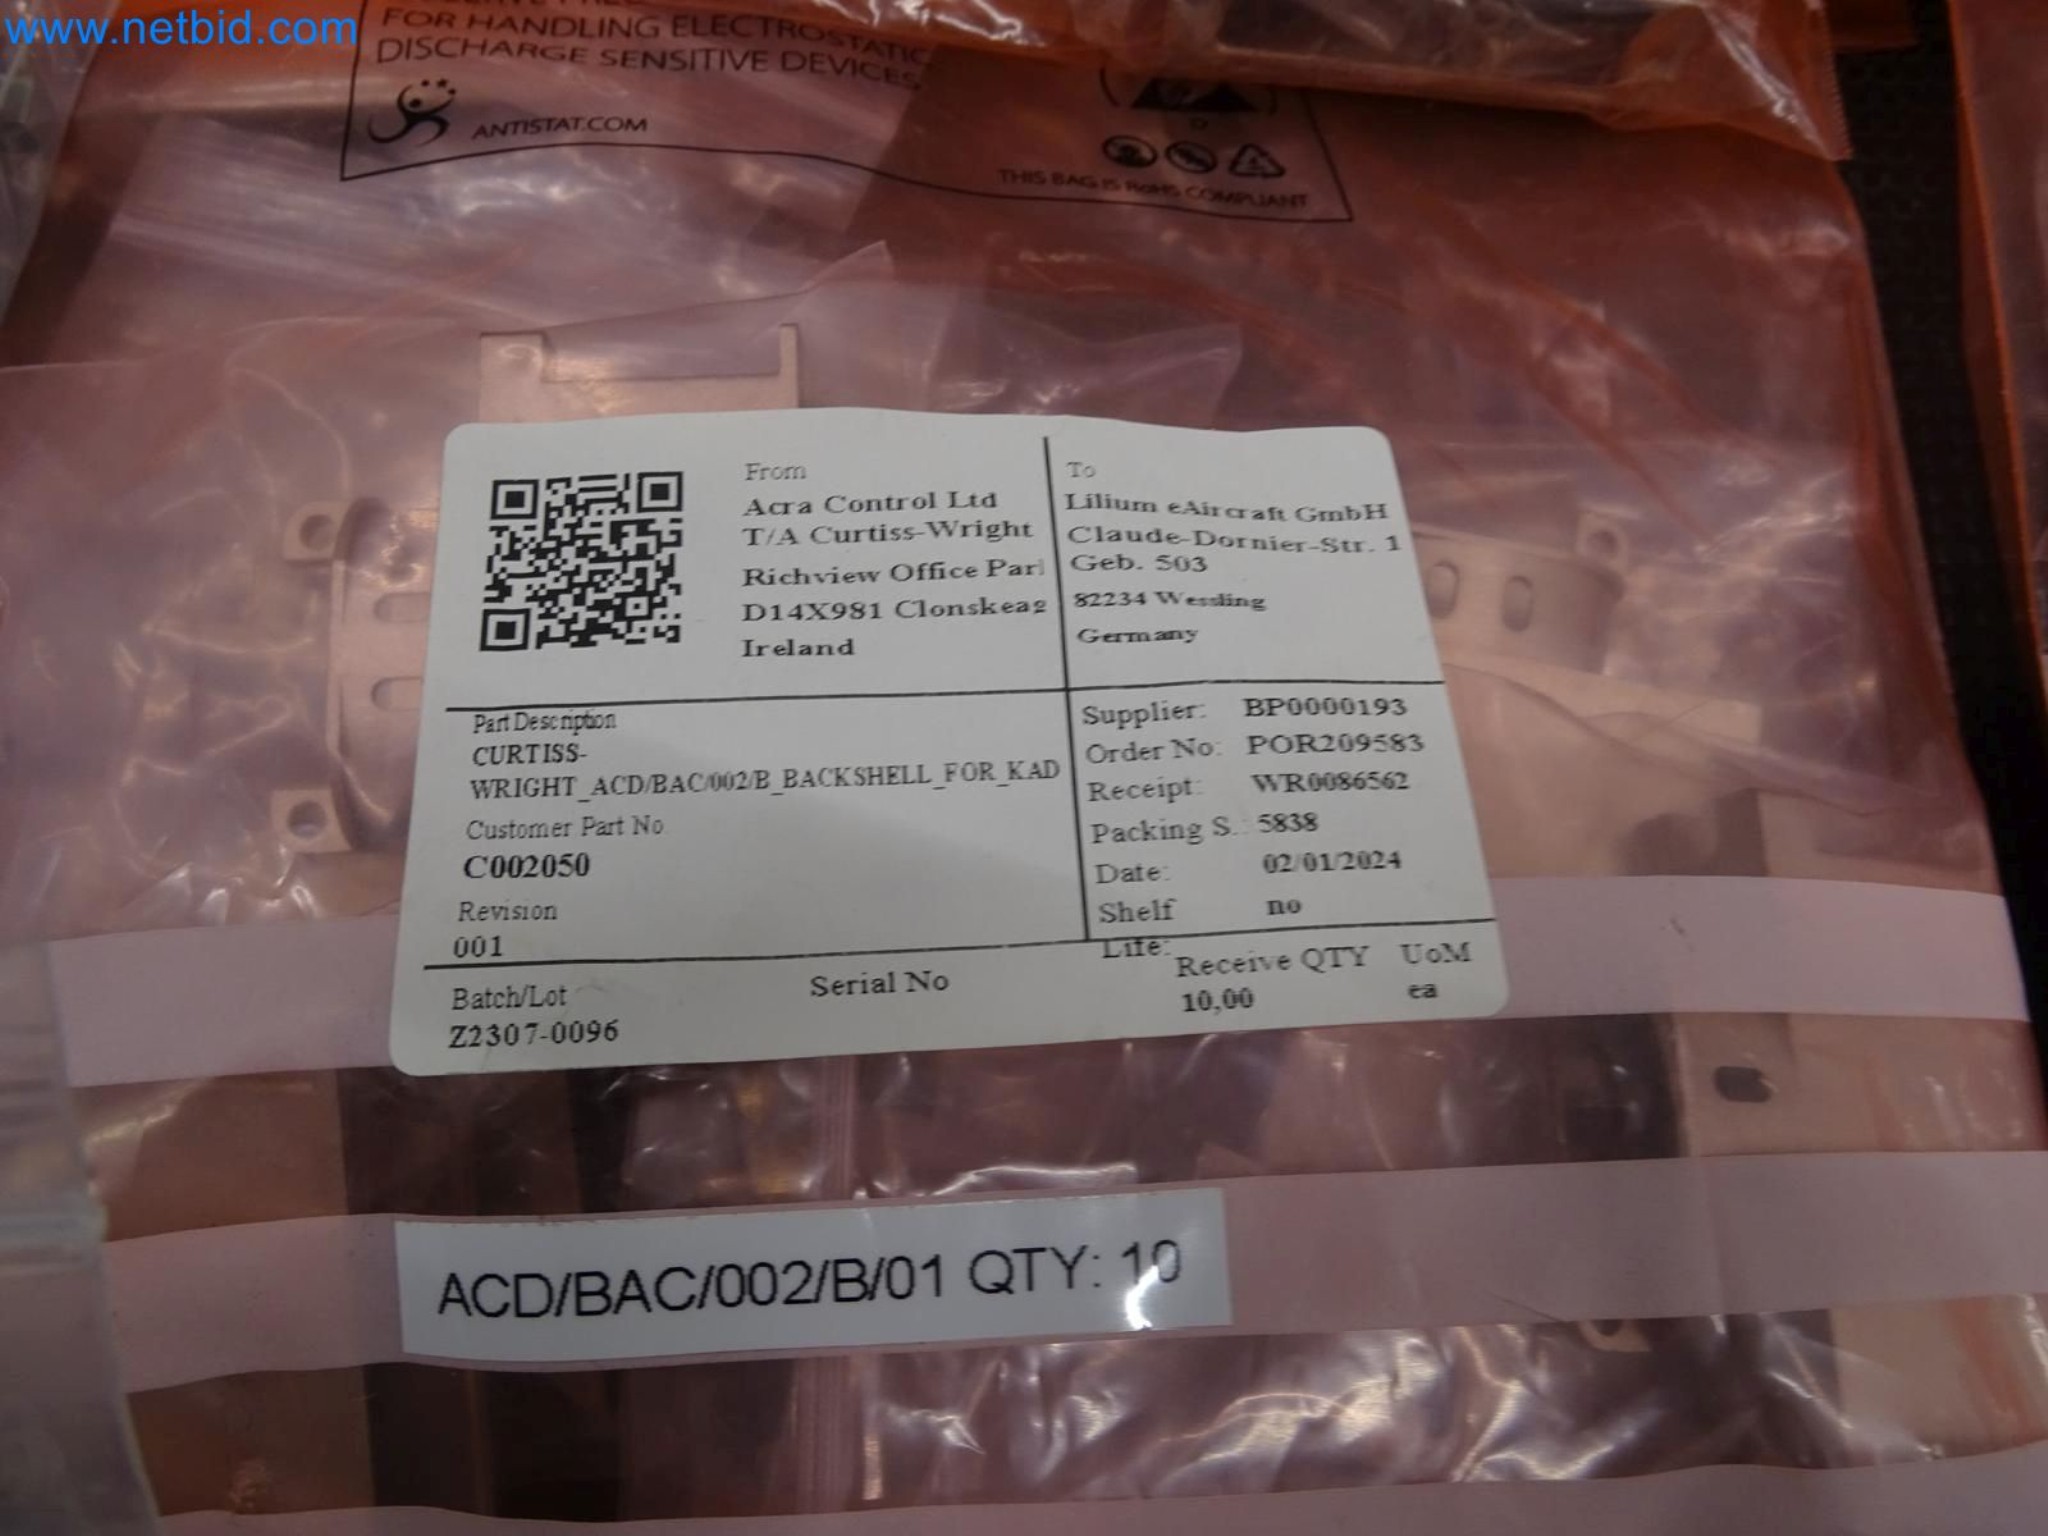 www.netbid.com
FOR HANDLING ELECTROSTATIC
DISCHARGE SENSITIVE DEVICES
ANTISTAT.COM
THIS BAG IS RoHS COMPLIANT
From
Acra Control Ltd
T/A Curtiss-Wright
Richview Office Par
D14X981 Clonskeag
Ireland
To
Lilium eAircraft GmbH
Claude-Dornier-Str. 1
Geb. 503
82234 Wessling
Germany
Part Description
CURTISS-
WRIGHT_ACD/BAC/002/B_BACKSHELL_FOR_KAD
Customer Part No
C002050
Revision
001
Supplier: BP0000193
Order No: POR209583
Receipt: WR0086562
Packing S.: 5838
Date: 02/01/2024
Shelf no
Life:
Batch/Lot
Z2307-0096
Serial No
Receive QTY UoM
10,00 ea
ACD/BAC/002/B/01 QTY: 10